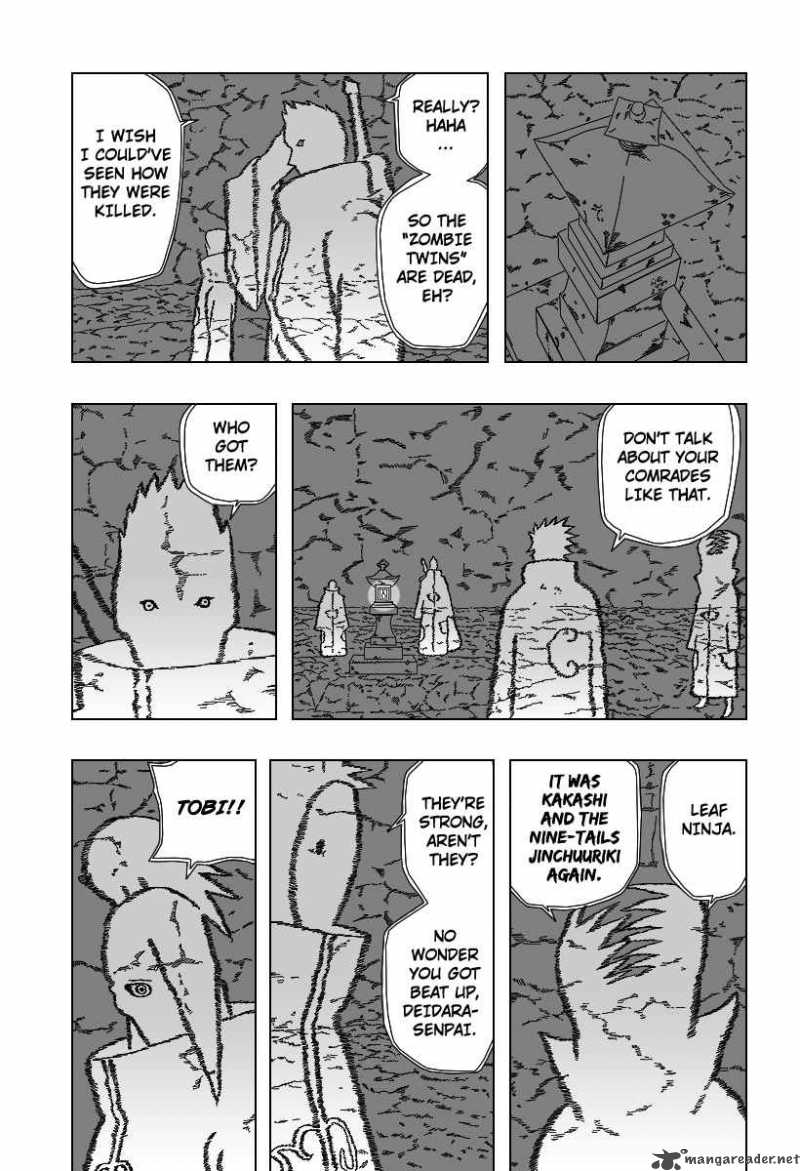 REALLY?
HAHA
...
SO THE
"ZOMBIE
TWINS"
ARE DEAD,
EH?
I WISH
I COULD'VE
SEEN HOW
THEY WERE
KILLED.
DON'T TALK
ABOUT YOUR
COMRADES
LIKE THAT.
WHO
GOT
THEM?
LEAF
NINJA.
IT WAS
KAKASHI
AND THE
NINE-TAILS
JINCHUURIKI
AGAIN.
THEY'RE
STRONG,
AREN'T
THEY?
NO
WONDER
YOU GOT
BEAT UP,
DEIDARA-
SENPAI.
TOBI!!
mangareader.net